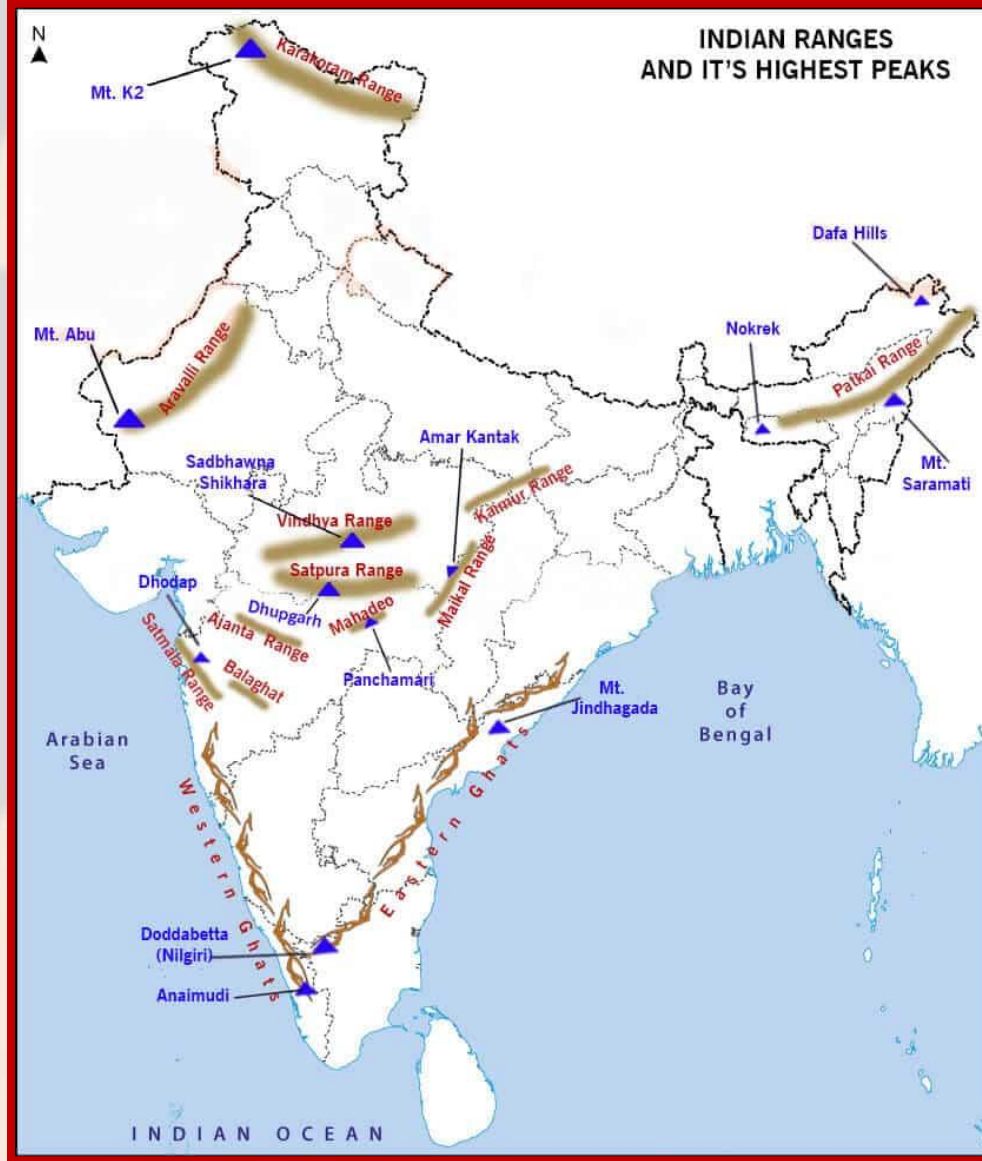 N
INDIAN RANGES
AND IT'S HIGHEST PEAKS
Karakoram Range
Mt. K2
Dafa Hills
Nokrek
Patkai Range
Mt. Abu
Aravalli Range
Amar Kantak
Mt.
Saramati
Sadbhawna
Shikhara
Kaimur Range
Vindhya Range
Satpura Range
Maikal Range
Dhodap
Dhupgarh
Mahadeo
Ajanta Range
Satmala Range
Balaghat
Panchamari
Mt.
Jindhagada
Bay
of
Bengal
Arabian
Sea
Western Ghats
Eastern Ghats
Doddabetta
(Nilgiri)
Anaimudi
INDIAN OCEAN